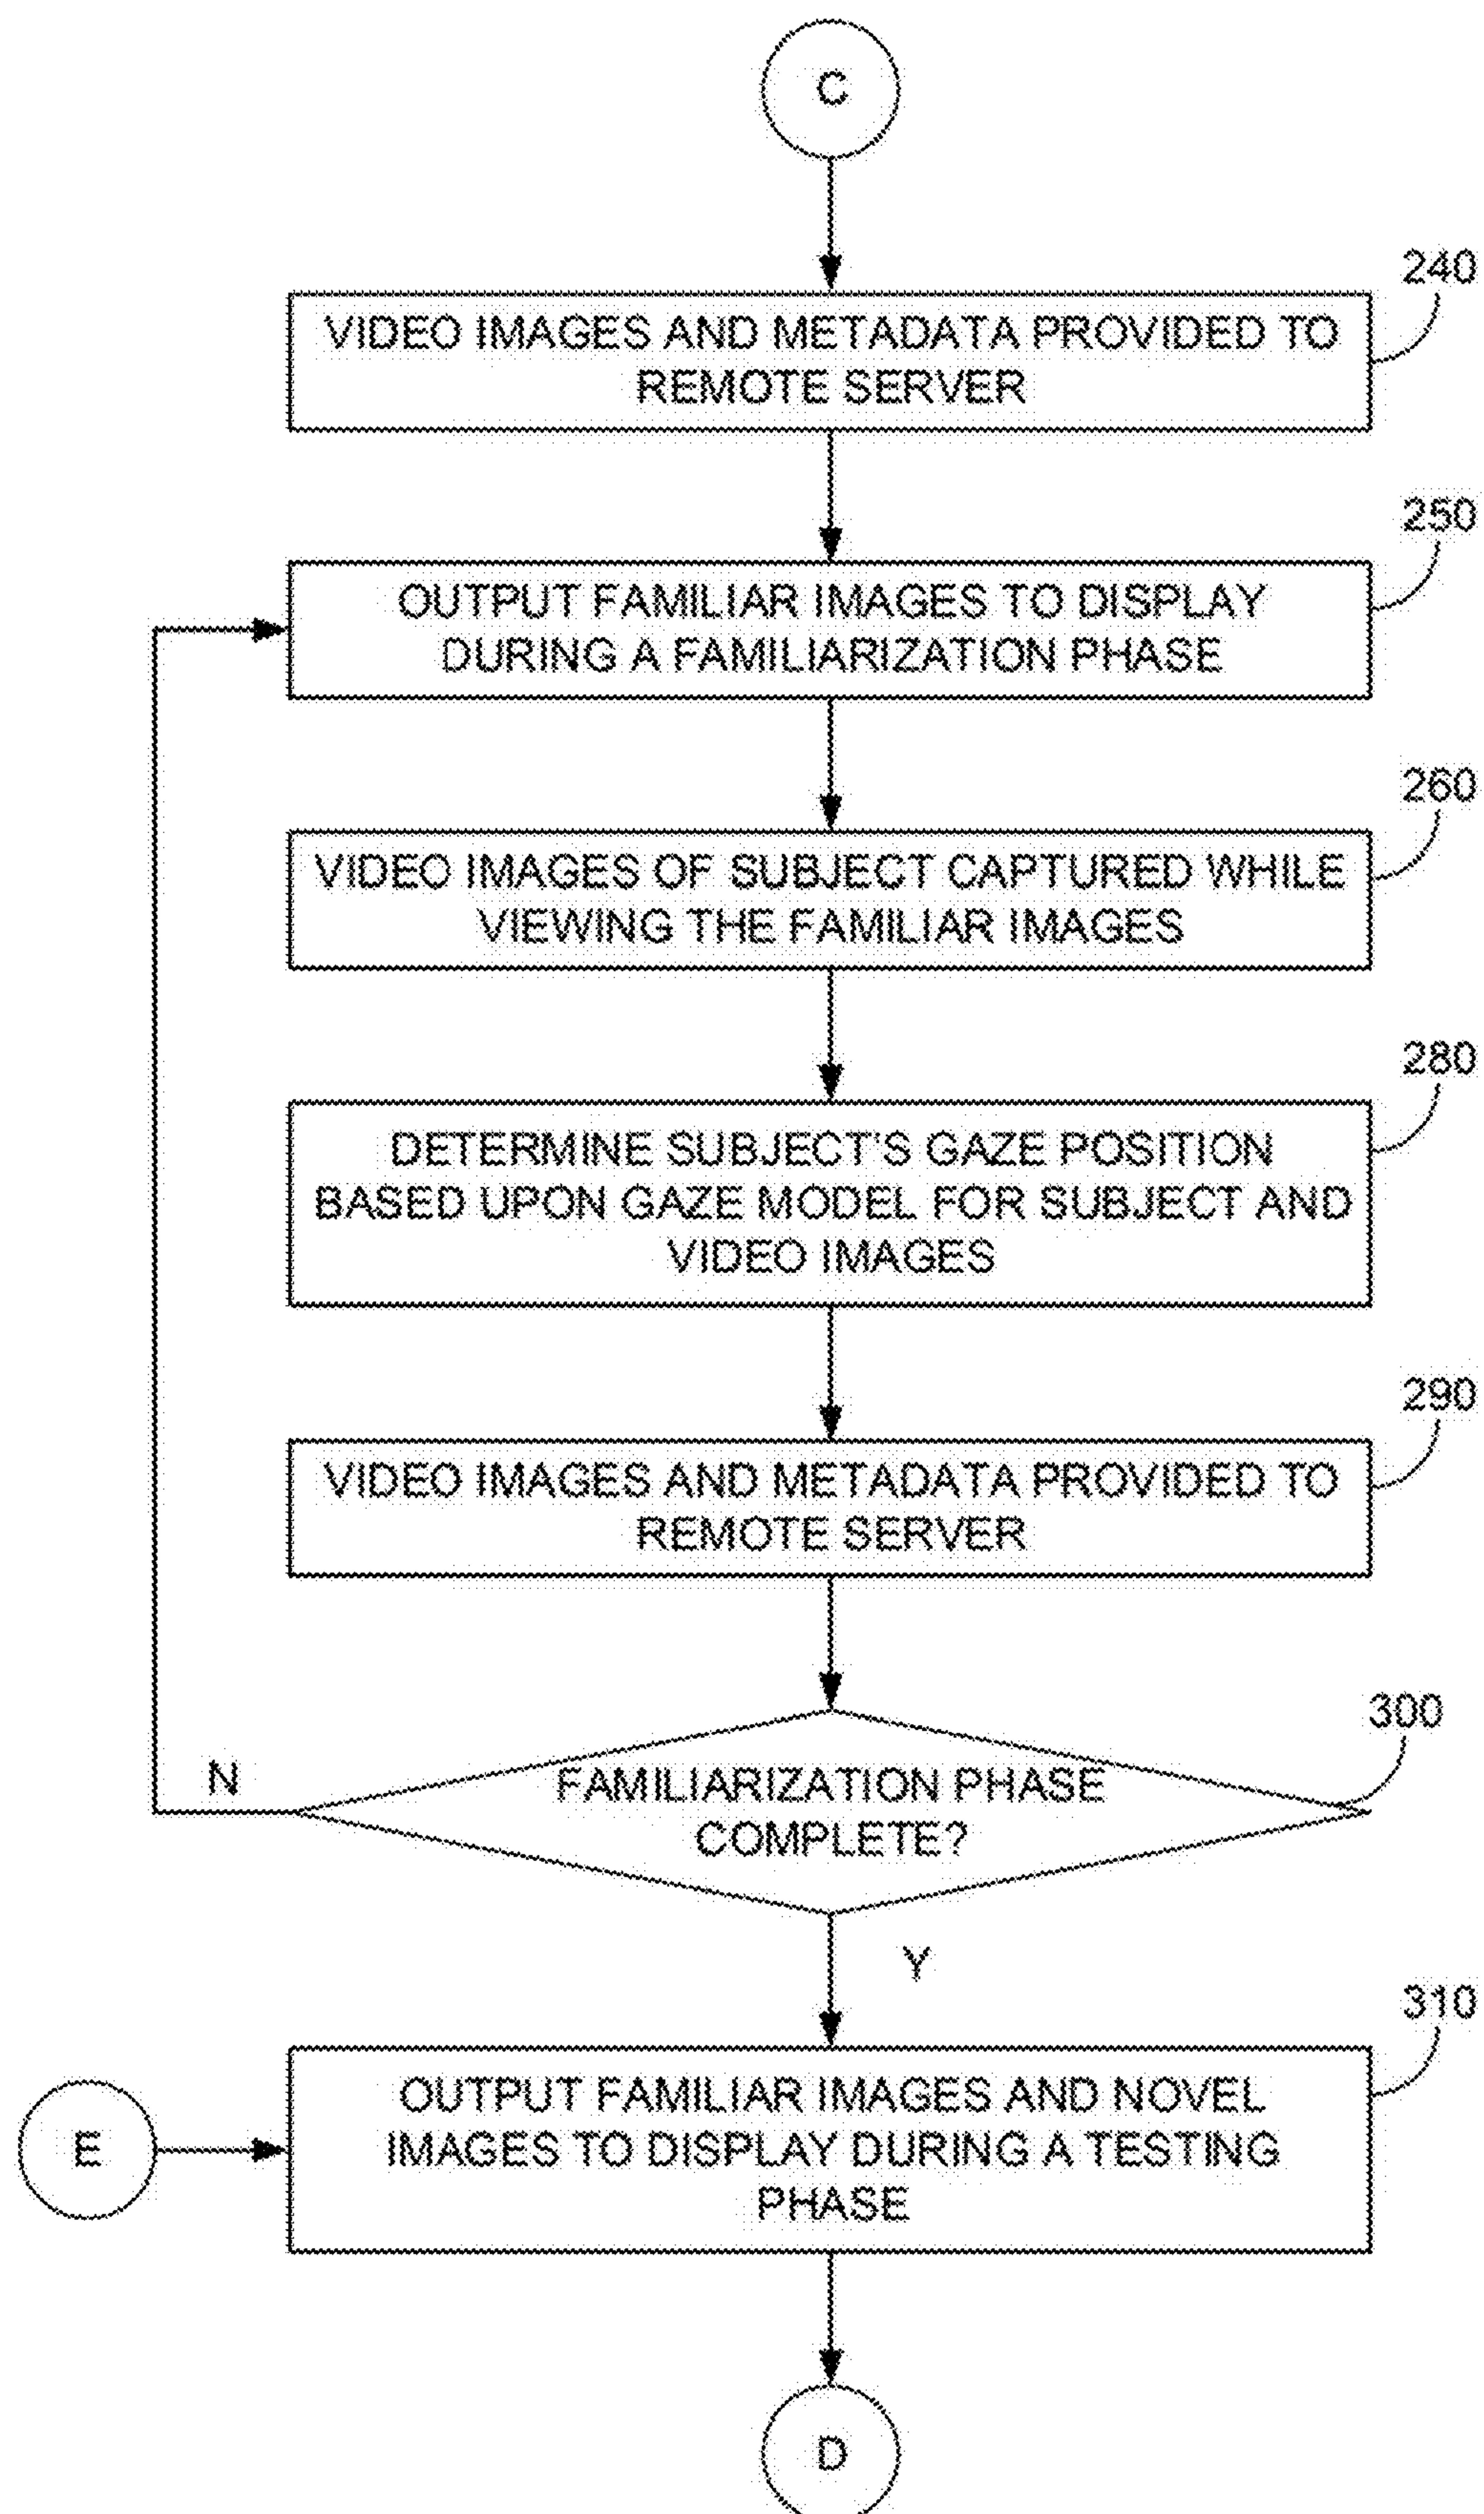 C
240
VIDEO IMAGES AND METADATA PROVIDED TO
REMOTE SERVER
250
OUTPUT FAMILIAR IMAGES TO DISPLAY
DURING A FAMILIARIZATION PHASE
260
VIDEO IMAGES OF SUBJECT CAPTURED WHILE
VIEWING THE FAMILIAR IMAGES
280
DETERMINE SUBJECT'S GAZE POSITION
BASED UPON GAZE MODEL FOR SUBJECT AND
VIDEO IMAGES
290
VIDEO IMAGES AND METADATA PROVIDED TO
REMOTE SERVER
300
N
FAMILIARIZATION PHASE
COMPLETE?
Y
310
OUTPUT FAMILIAR IMAGES AND NOVEL
IMAGES TO DISPLAY DURING A TESTING
PHASE
E
D